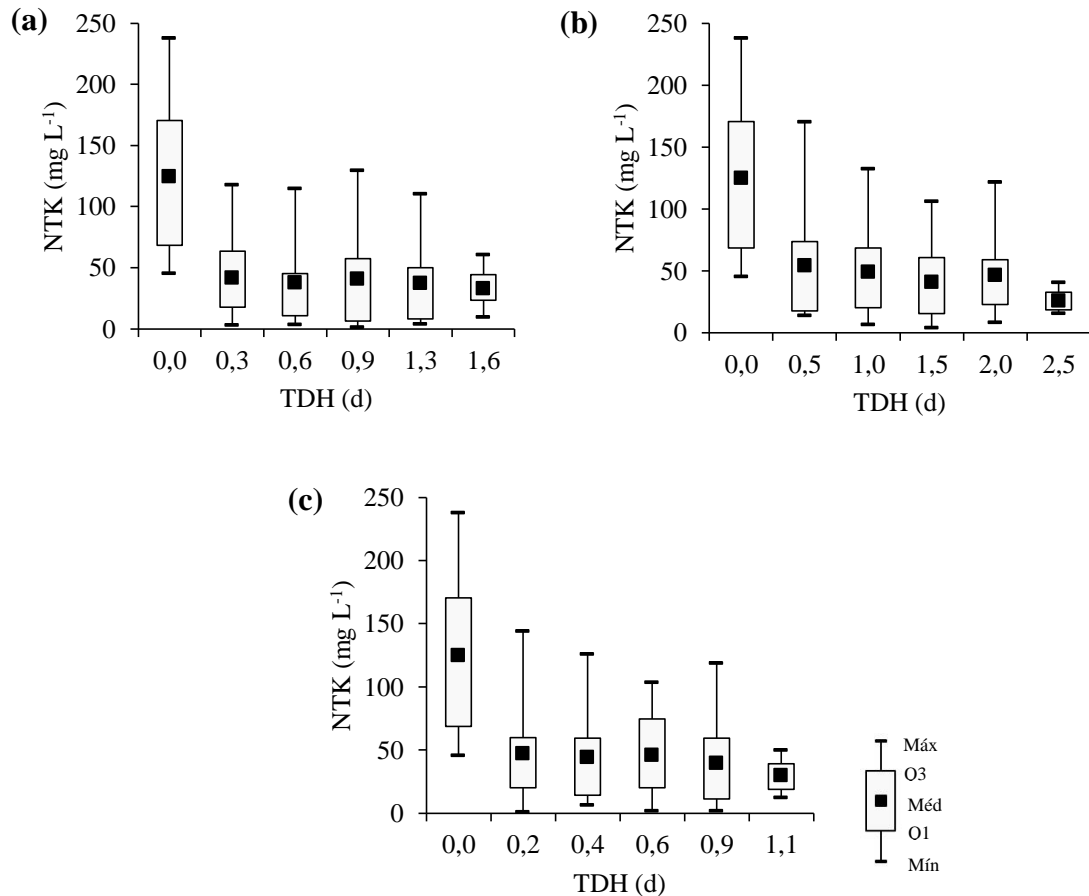 (a)
NTK (mg L-1)
250
200
150
100
50
0
0,0 0,3 0,6 0,9 1,3 1,6
TDH (d)
(b)
NTK (mg L-1)
250
200
150
100
50
0
0,0 0,5 1,0 1,5 2,0 2,5
TDH (d)
(c)
NTK (mg L-1)
250
200
150
100
50
0
0,0 0,2 0,4 0,6 0,9 1,1
TDH (d)
Máx
Q3
Méd
Q1
Mín